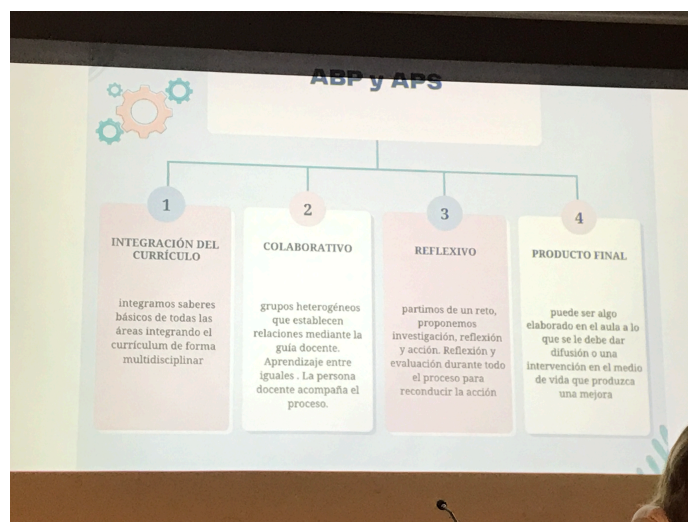 ABP y APS
1
INTEGRACIÓN DEL
CURRÍCULO
integramos saberes
básicos de todas las
áreas integrando el
currículum de forma
multidisciplinar
2
COLABORATIVO
grupos heterogéneos
que establecen
relaciones mediante la
guía docente.
Aprendizaje entre
iguales . La persona
docente acompaña el
proceso.
3
REFLEXIVO
partimos de un reto,
proponemos
investigación, reflexión
y acción. Reflexión y
evaluación durante todo
el proceso para
reconducir la acción
4
PRODUCTO FINAL
puede ser algo
elaborado en el aula a lo
que se le debe dar
difusión o una
intervención en el medio
de vida que produzca
una mejora